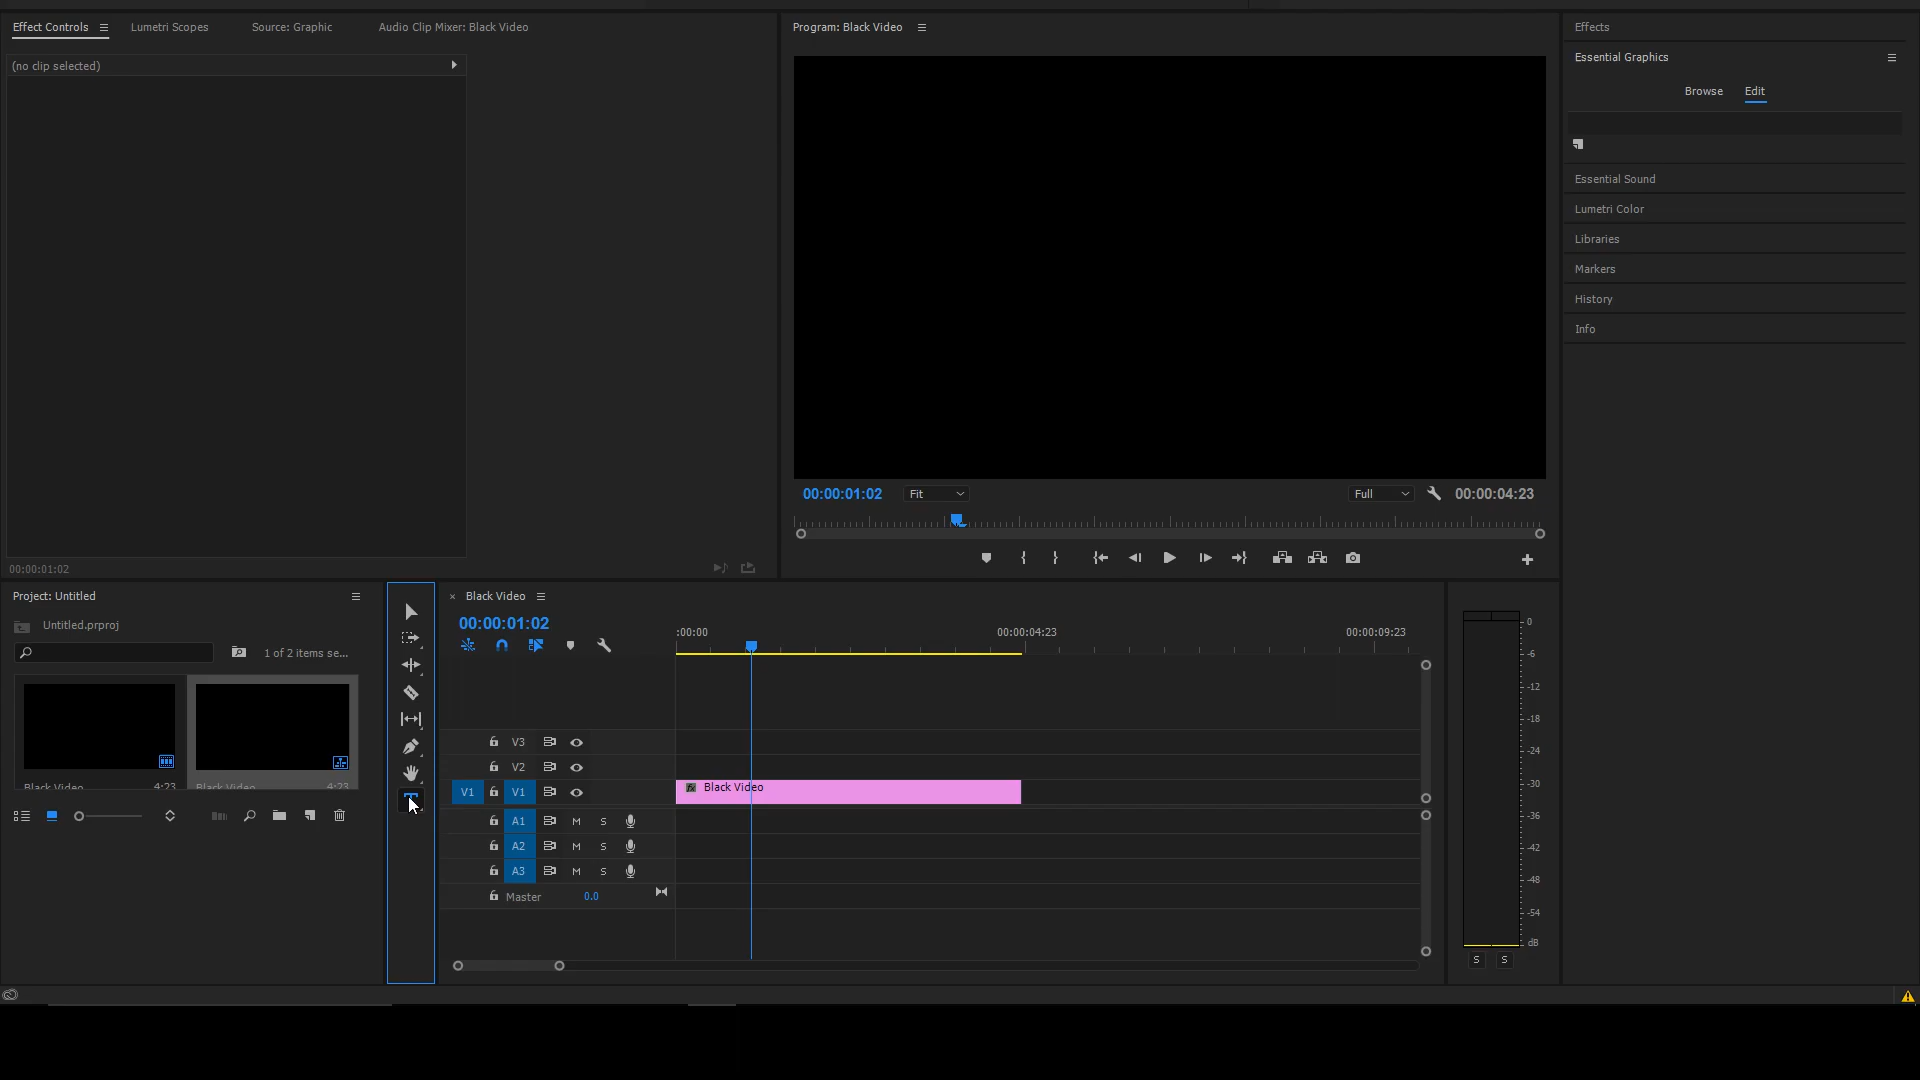 Effect Controls
Lumetri Scopes
Source: Graphic
Audio Clip Mixer: Black Video
(no clip selected)
00:00:01:02
Program: Black Video
00:00:01:02
Fit
Full
00:00:04:23
Effects
Essential Graphics
Browse
Edit
Essential Sound
Lumetri Color
Libraries
Markers
History
Info
Project: Untitled
Untitled.prproj
1 of 2 items se...
Black Video
4:23
Black Video
4:23
Black Video
00:00:01:02
:00:00
00:00:04:23
00:00:09:23
V3
V2
V1
V1
Black Video
A1
M
S
A2
M
S
A3
M
S
Master
0.0
0
-6
-12
-18
-24
-30
-36
-42
-48
-54
dB
S
S